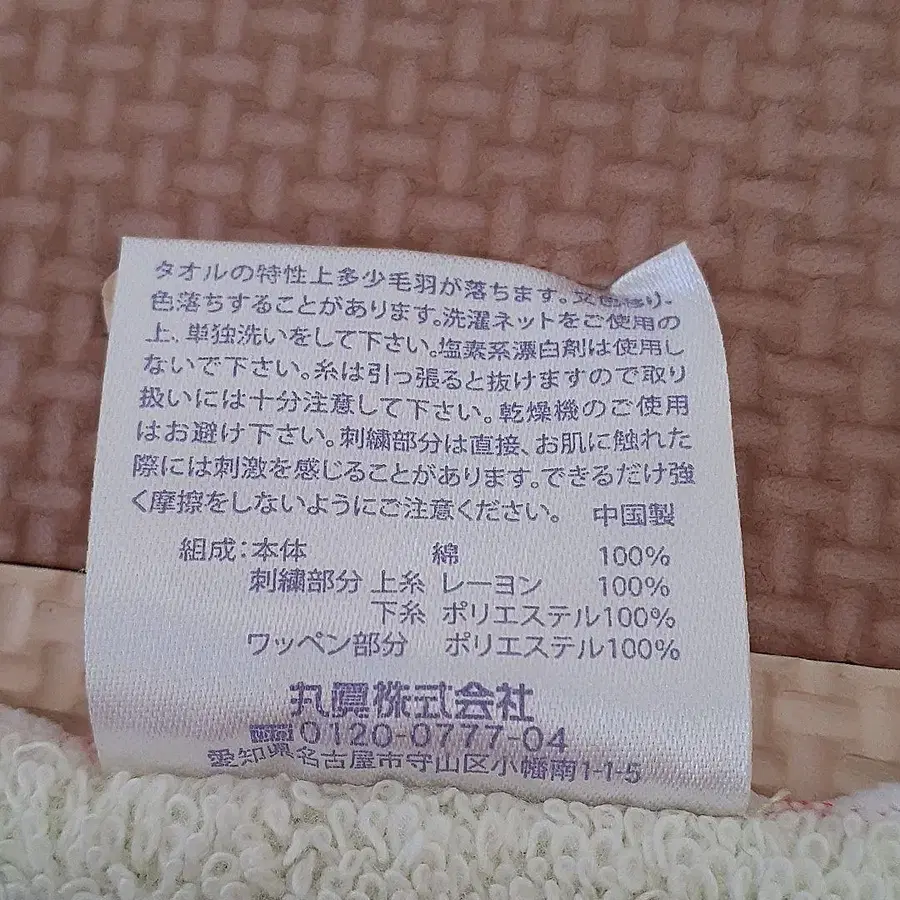 タオルの特性上多少毛羽が落ちます。又色移り、
色落ちすることがあります。洗濯ネットをご使用の
上、単独洗いをして下さい。塩素系漂白剤は使用し
ないで下さい。糸は引っ張ると抜けますので取り
扱いには十分注意して下さい。乾燥機のご使用
はお避け下さい。刺繍部分は直接、お肌に触れた
際には刺激を感じることがあります。できるだけ強
く摩擦をしないようにご注意ください。 中国製
組成:本体 綿 100%
刺繍部分 上糸 レーヨン 100%
下糸 ポリエステル100%
ワッペン部分 ポリエステル100%
丸眞株式会社
0120-0777-04
愛知県名古屋市守山区小幡南1-1-5